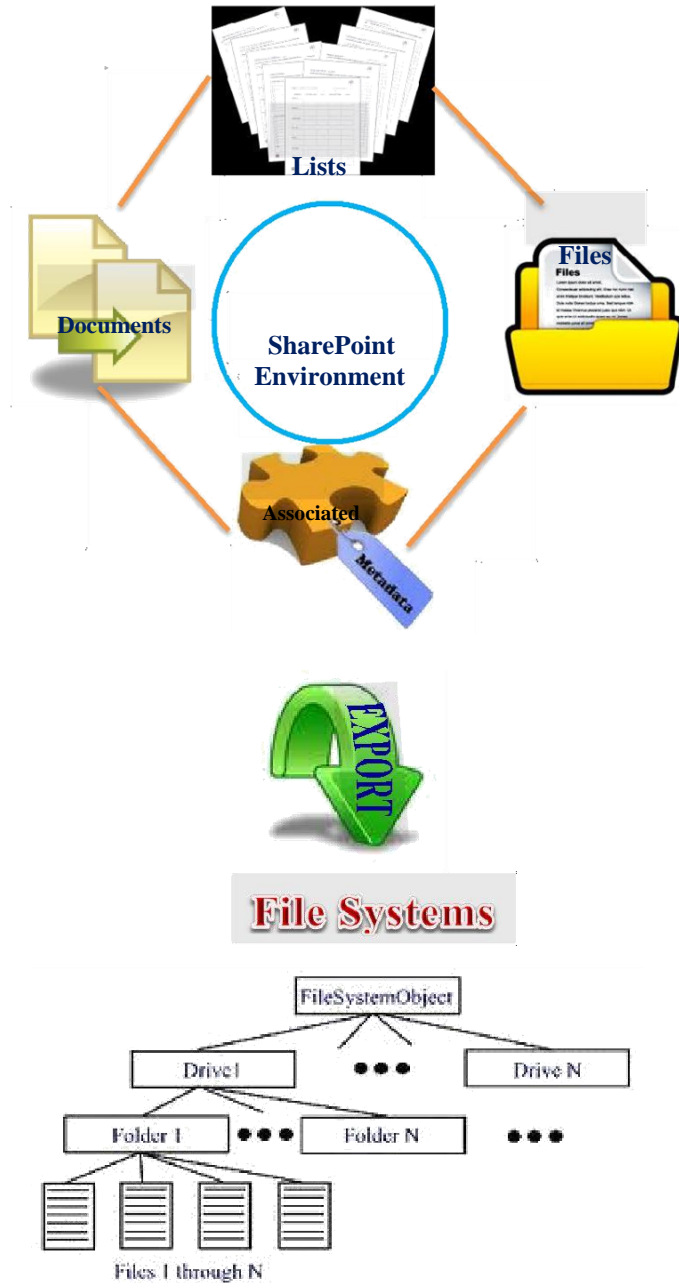 Lists
Files
Files
Documents
SharePoint
Environment
Associated
Metadata
EXPORT
File Systems
FileSystemObject
Drive1
Drive N
Folder 1
Folder N
Files 1 through N